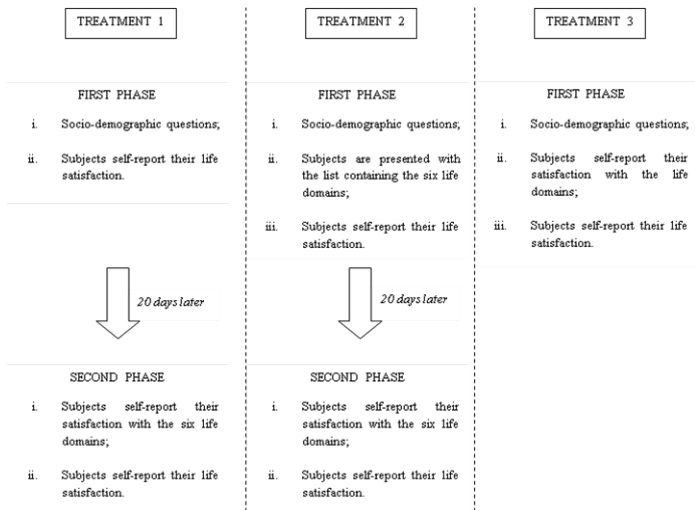 TREATMENT 1
FIRST PHASE
i. Socio-demographic questions;
ii. Subjects self-report their life
satisfaction.
20 days later
SECOND PHASE
i. Subjects self-report their
satisfaction with the six life
domains;
ii. Subjects self-report their life
satisfaction.
TREATMENT 2
FIRST PHASE
i. Socio-demographic questions;
ii. Subjects are presented with
the list containing the six life
domains;
iii. Subjects self-report their life
satisfaction.
20 days later
SECOND PHASE
i. Subjects self-report their
satisfaction with the six life
domains;
ii. Subjects self-report their life
satisfaction.
TREATMENT 3
FIRST PHASE
i. Socio-demographic questions;
ii. Subjects self-report their
satisfaction with the life
domains;
iii. Subjects self-report their life
satisfaction.